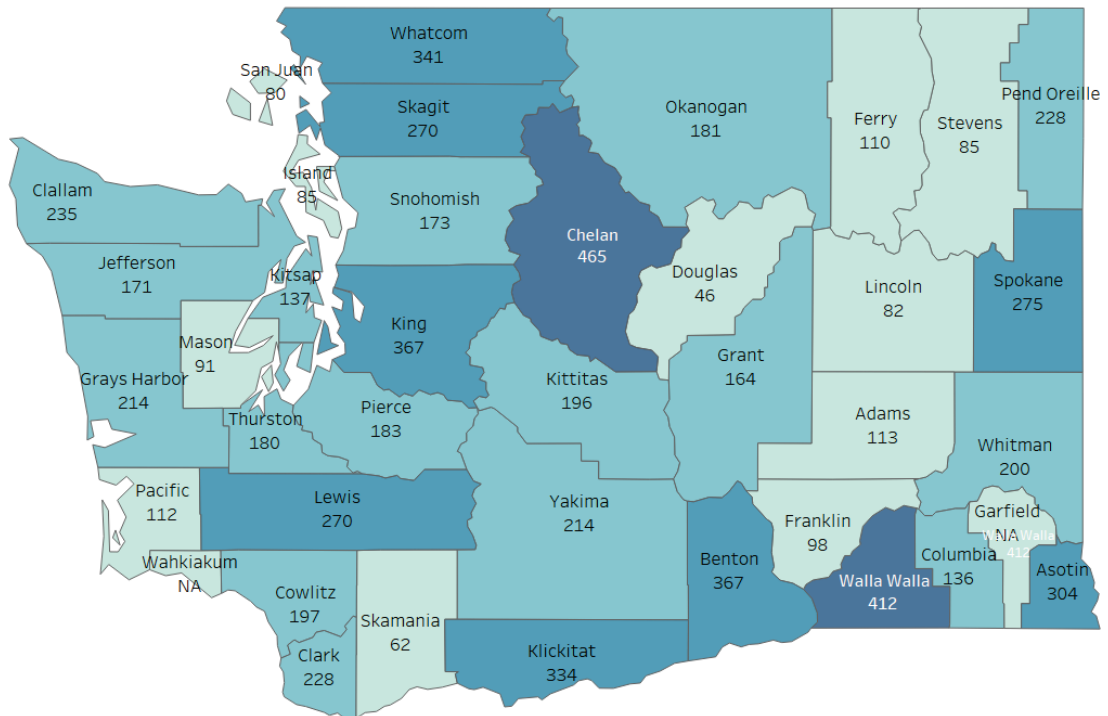 Whatcom
341
San Juan
80
Skagit
270
Okanogan
181
Ferry
110
Stevens
85
Pend Oreille
228
Island
85
Clallam
235
Snohomish
173
Chelan
465
Jefferson
171
Kitsap
137
Douglas
46
Lincoln
82
Spokane
275
King
367
Mason
91
Grant
164
Grays Harbor
214
Kittitas
196
Thurston
180
Pierce
183
Adams
113
Whitman
200
Pacific
112
Lewis
270
Yakima
214
Franklin
98
Garfield
NA
Walla Walla
412
Wahkiakum
NA
Benton
367
Columbia
136
Asotin
304
Walla Walla
412
Cowlitz
197
Skamania
62
Clark
228
Klickitat
334